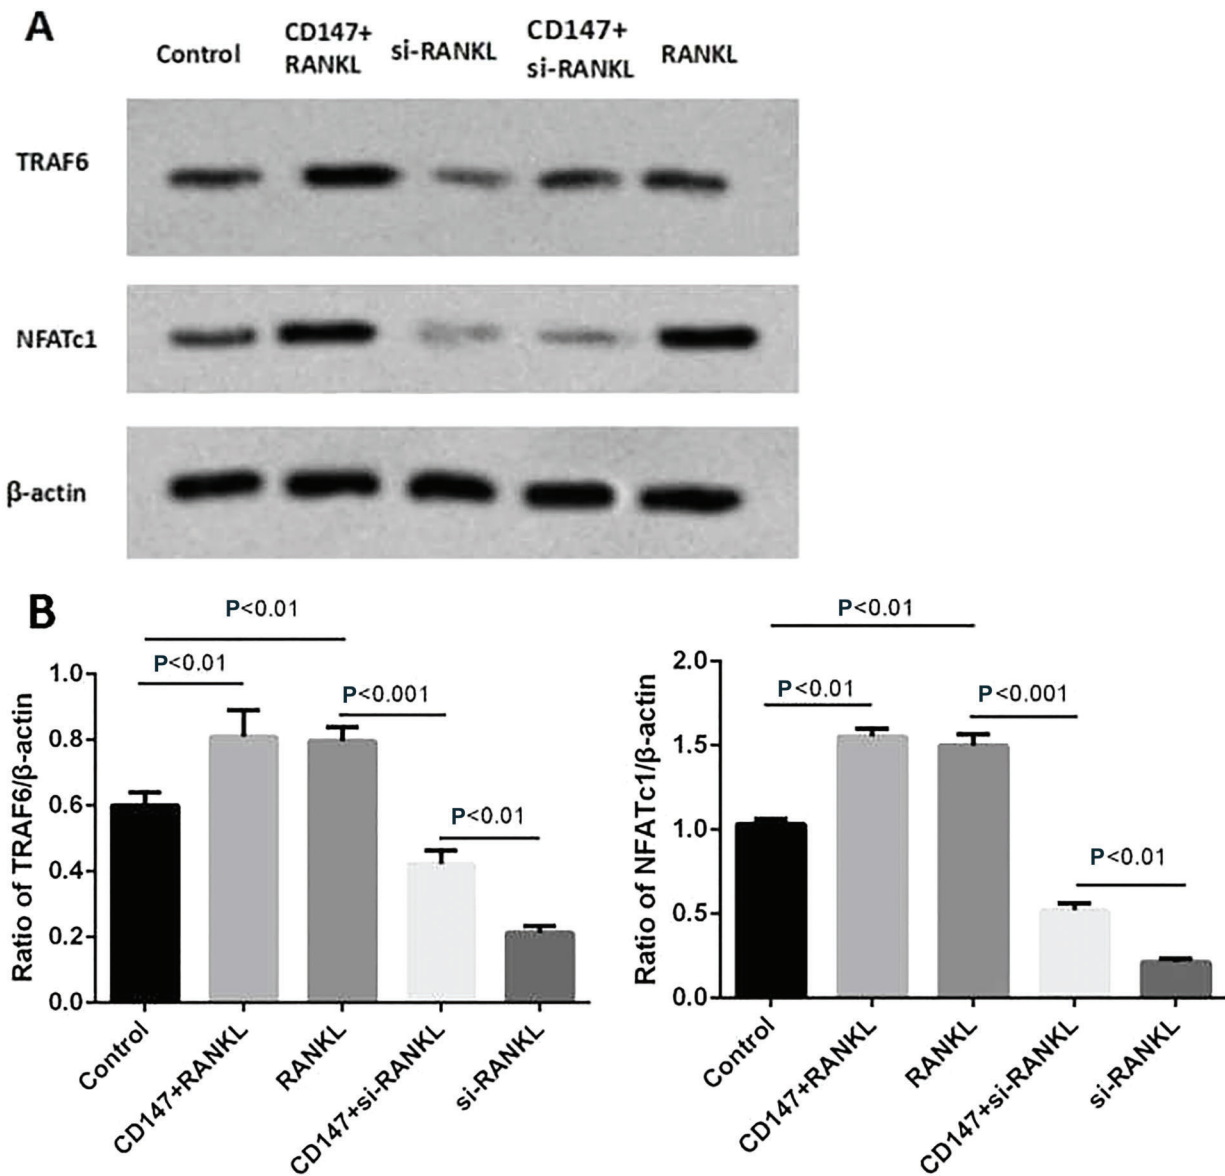 A
Control
CD147+
RANKL
si-RANKL
CD147+
si-RANKL
RANKL
TRAF6
NFATc1
β-actin
B
P<0.01
P<0.01
P<0.001
P<0.01
Ratio of TRAF6/β-actin
1.0
0.8
0.6
0.4
0.2
0.0
Control
CD147+RANKL
RANKL
CD147+si-RANKL
si-RANKL
P<0.01
P<0.01
P<0.001
P<0.01
Ratio of NFATc1/β-actin
2.0
1.5
1.0
0.5
0.0
Control
CD147+RANKL
RANKL
CD147+si-RANKL
si-RANKL